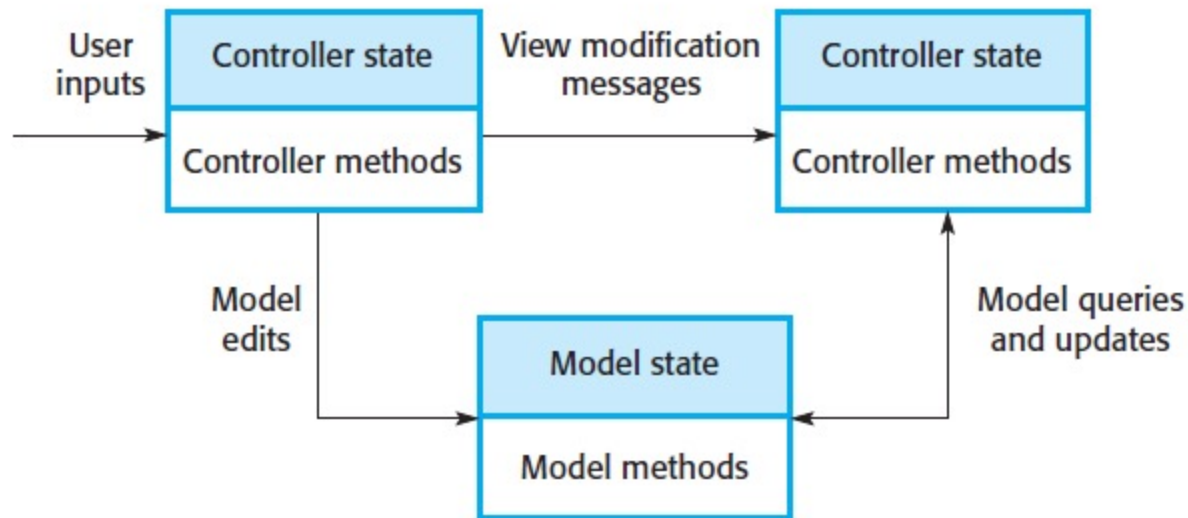 User
inputs
Controller state
Controller methods
View modification
messages
Controller state
Controller methods
Model
edits
Model state
Model methods
Model queries
and updates